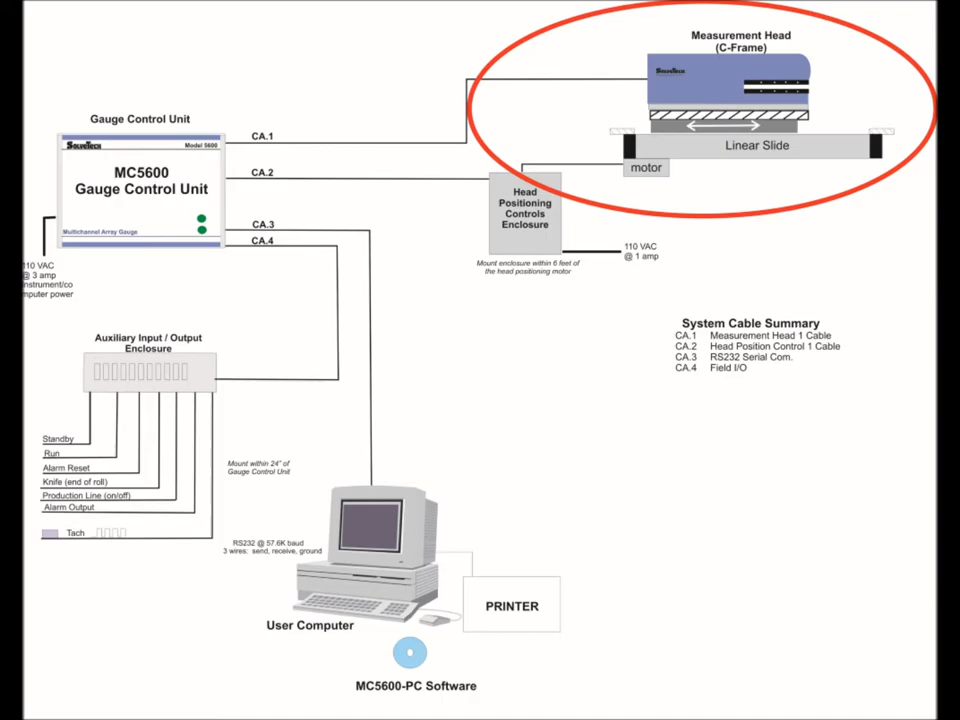 Measurement Head
(C-Frame)
SolveTech
Linear Slide
motor
Gauge Control Unit
SolveTech
Model 5600
MC5600
Gauge Control Unit
Multichannel Array Gauge
CA.1
CA.2
CA.3
CA.4
Head
Positioning
Controls
Enclosure
110 VAC
@ 1 amp
Mount enclosure within 6 feet of
the head positioning motor
110 VAC
@ 3 amp
instrument/co
mputer power
System Cable Summary
CA.1 Measurement Head 1 Cable
CA.2 Head Position Control 1 Cable
CA.3 RS232 Serial Com.
CA.4 Field I/O
Auxiliary Input / Output
Enclosure
Standby
Run
Alarm Reset
Knife (end of roll)
Production Line (on/off)
Alarm Output
Tach
Mount within 24" of
Gauge Control Unit
RS232 @ 57.6K baud
3 wires: send, receive, ground
User Computer
PRINTER
MC5600-PC Software